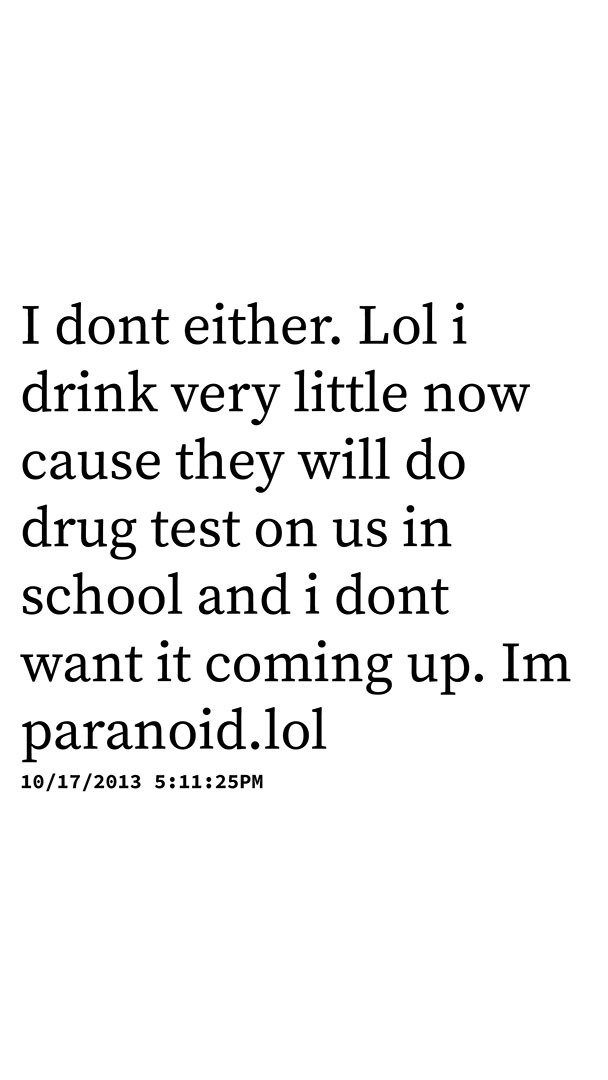 I dont either. Lol i
drink very little now
cause they will do
drug test on us in
school and i dont
want it coming up. Im
paranoid.lol
10/17/2013 5:11:25PM